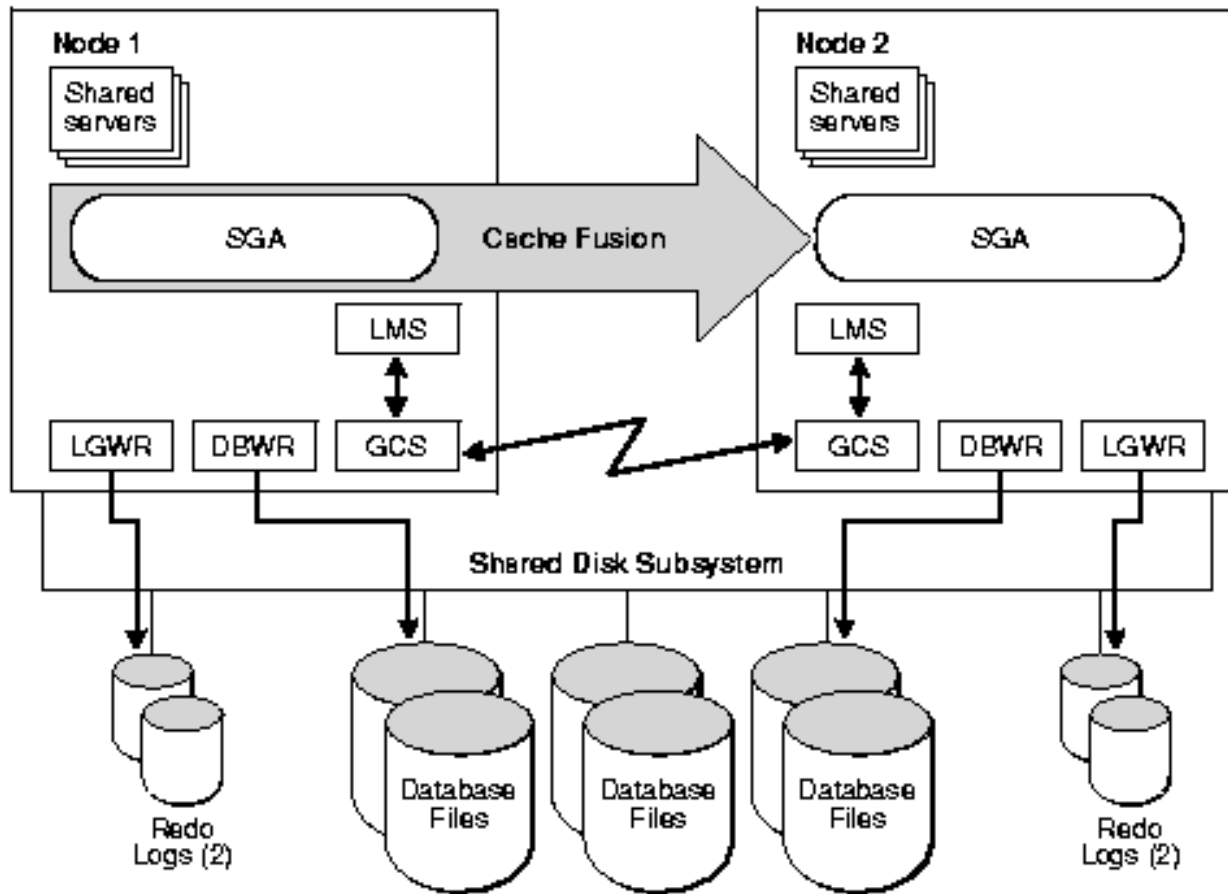 Node 1
Shared
servers
SGA
Cache Fusion
LMS
LGWR
DBWR
GCS
Node 2
Shared
servers
SGA
LMS
GCS
DBWR
LGWR
Shared Disk Subsystem
Redo
Logs (2)
Database
Files
Database
Files
Database
Files
Redo
Logs (2)